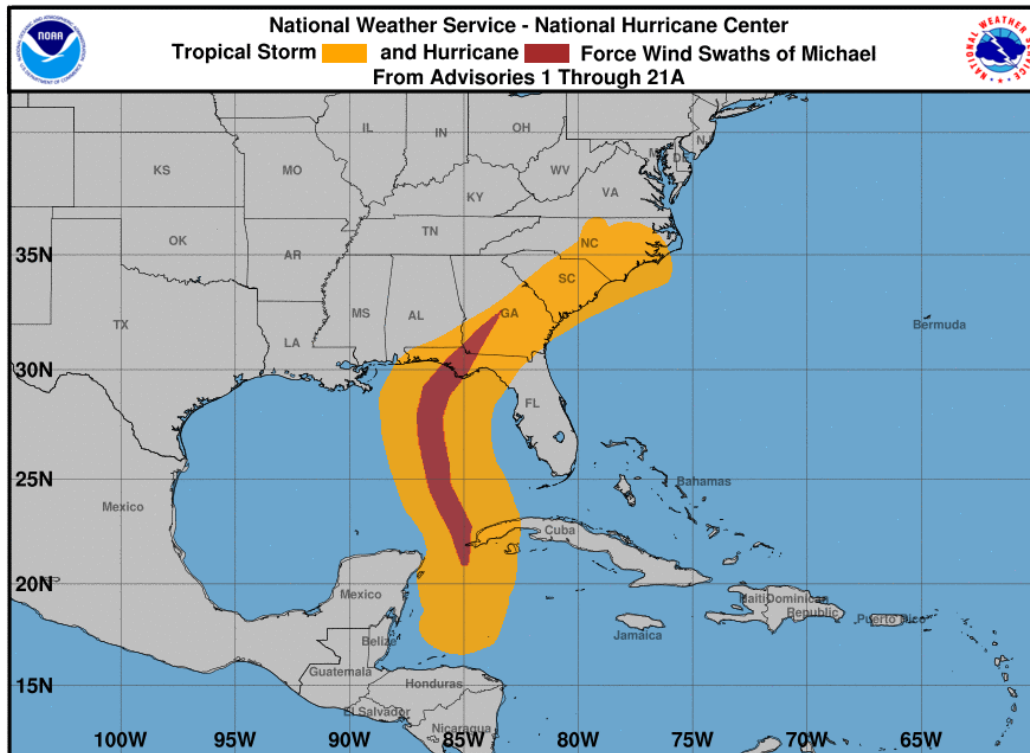 National Weather Service - National Hurricane Center
Tropical Storm and Hurricane Force Wind Swaths of Michael
From Advisories 1 Through 21A
NOAA
IL IN OH NJ
KS MO WV DE
KY VA
OK AR TN NC
35N
SC
TX MS AL GA Bermuda
LA
30N
FL
25N
Mexico Bahamas
Cuba
20N
Mexico Haiti Dominican
Republic Puerto Rico
Belize Jamaica
Guatemala Honduras
15N
El Salvador
Nicaragua
100W 95W 90W 85W 80W 75W 70W 65W